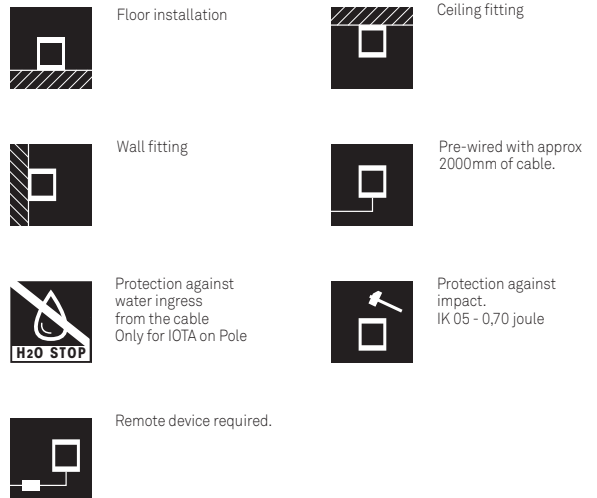 Floor installation
Ceiling fitting
Wall fitting
Pre-wired with approx
2000mm of cable.
Protection against
water ingress
from the cable
Only for IOTA on Pole
H2O STOP
Protection against
impact.
IK 05 - 0,70 joule
Remote device required.